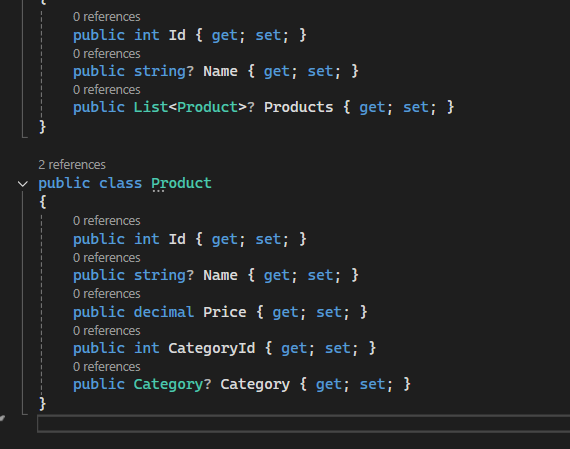 {
0 references
public int Id { get; set; }
0 references
public string? Name { get; set; }
0 references
public List<Product>? Products { get; set; }
}
2 references
public class Product
{
0 references
public int Id { get; set; }
0 references
public string? Name { get; set; }
0 references
public decimal Price { get; set; }
0 references
public int CategoryId { get; set; }
0 references
public Category? Category { get; set; }
}